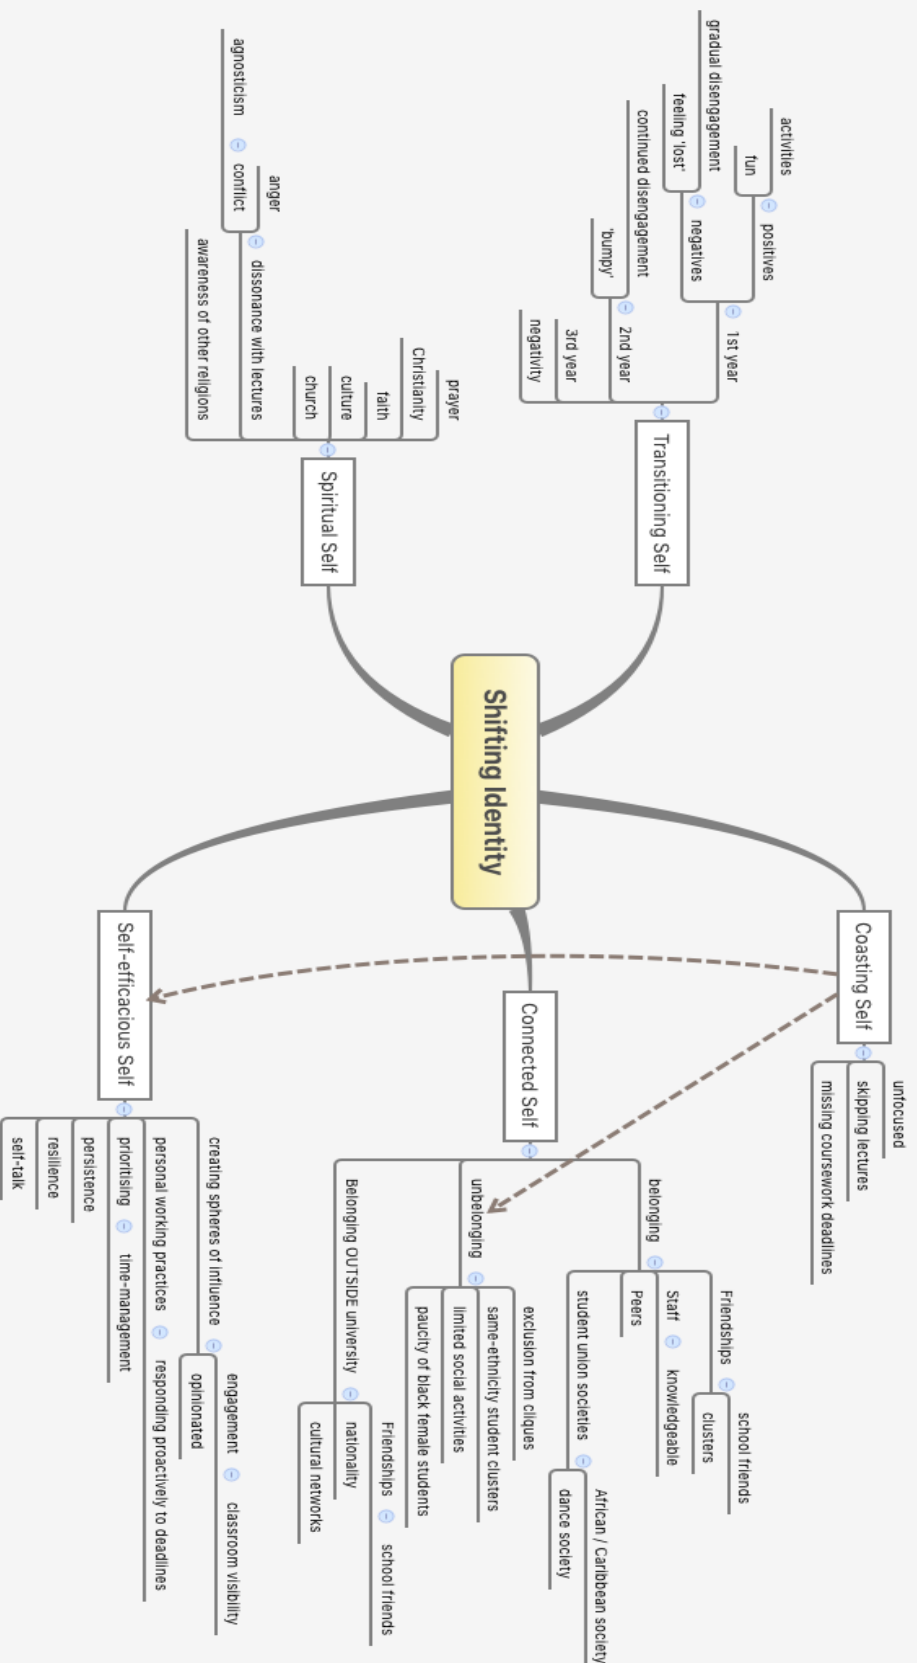 Shifting Identity
Transitioning Self
1st year
positives
activities
fun
negatives
gradual disengagement
feeling 'lost'
2nd year
continued disengagement
'bumpy'
3rd year
negativity
Spiritual Self
prayer
Christianity
faith
culture
church
dissonance with lectures
anger
conflict
agnosticism
awareness of other religions
Coasting Self
unfocused
skipping lectures
missing coursework deadlines
Connected Self
belonging
Friendships
school friends
clusters
Staff
knowledgeable
Peers
student union societies
African / Caribbean society
dance society
unbelonging
exclusion from cliques
same-ethnicity student clusters
limited social activities
paucity of black female students
Belonging OUTSIDE university
Friendships
school friends
nationality
cultural networks
Self-efficacious Self
creating spheres of influence
engagement
classroom visibility
opinionated
personal working practices
responding proactively to deadlines
prioritising
time-management
persistence
resilience
self-talk